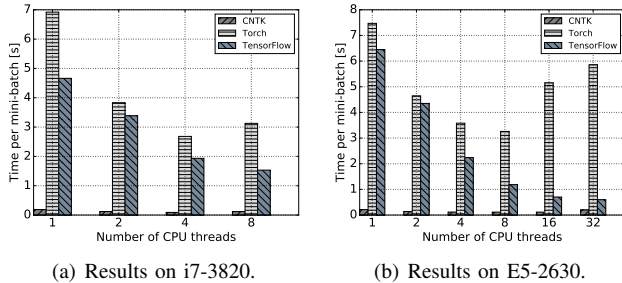 7
6
5
4
3
2
1
0
Time per mini-batch [s]
CNTK
Torch
TensorFlow
1 2 4 8
Number of CPU threads
(a) Results on i7-3820.
8
7
6
5
4
3
2
1
0
Time per mini-batch [s]
CNTK
Torch
TensorFlow
1 2 4 8 16 32
Number of CPU threads
(b) Results on E5-2630.